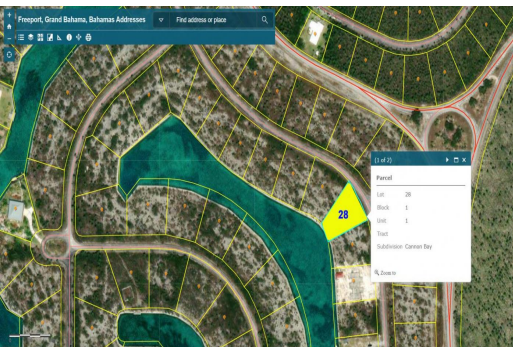 Freeport, Grand Bahama, Bahamas Addresses
Find address or place
28
(1 of 2)
Parcel
Lot 28
Block 1
Unit 1
Tract
Subdivision Cannon Bay
Zoom to